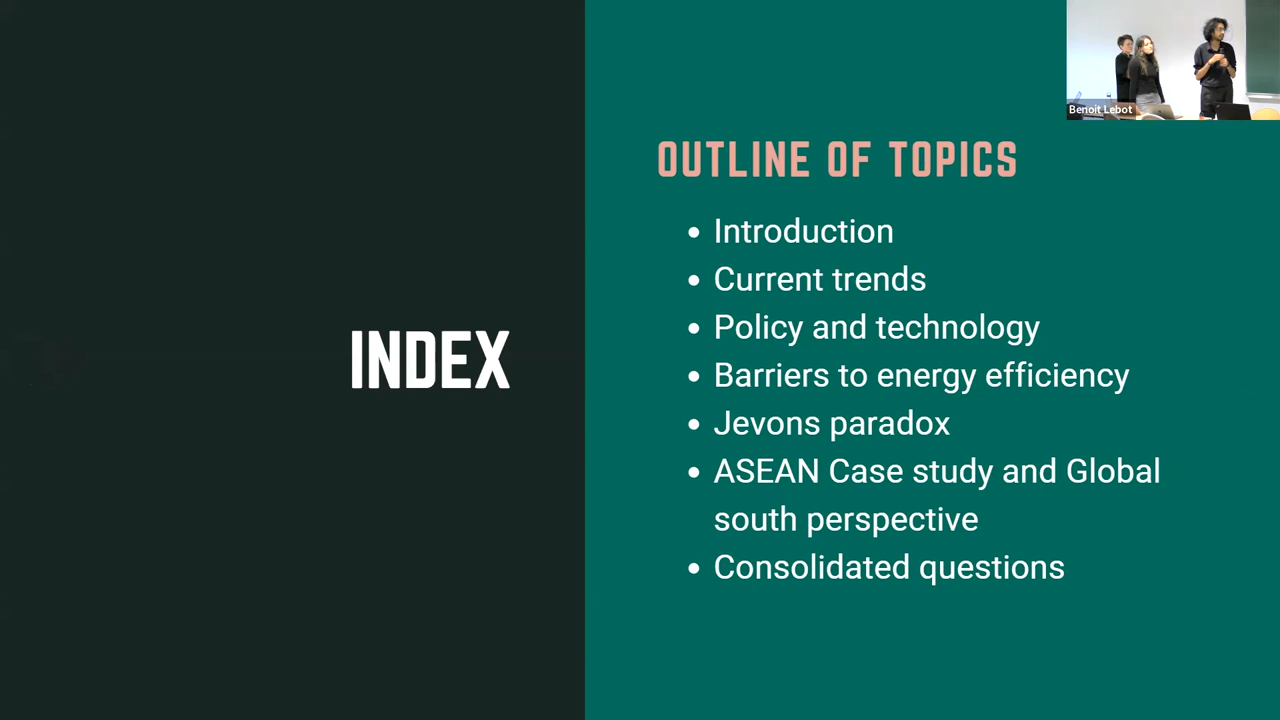 Benoit Lebot
OUTLINE OF TOPICS
• Introduction
• Current trends
• Policy and technology
• Barriers to energy efficiency
• Jevons paradox
• ASEAN Case study and Global
south perspective
• Consolidated questions
INDEX